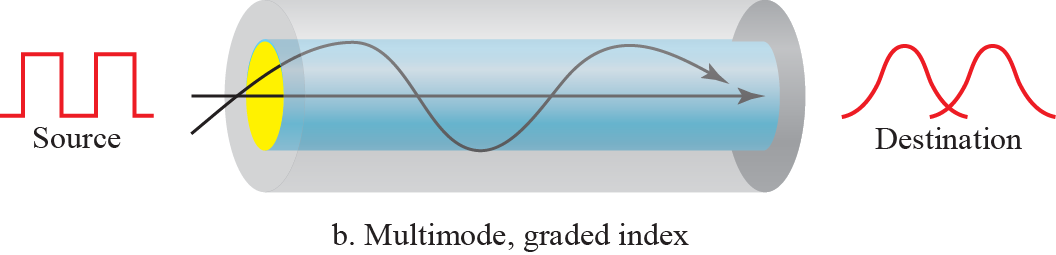 Source
Destination
b. Multimode, graded index